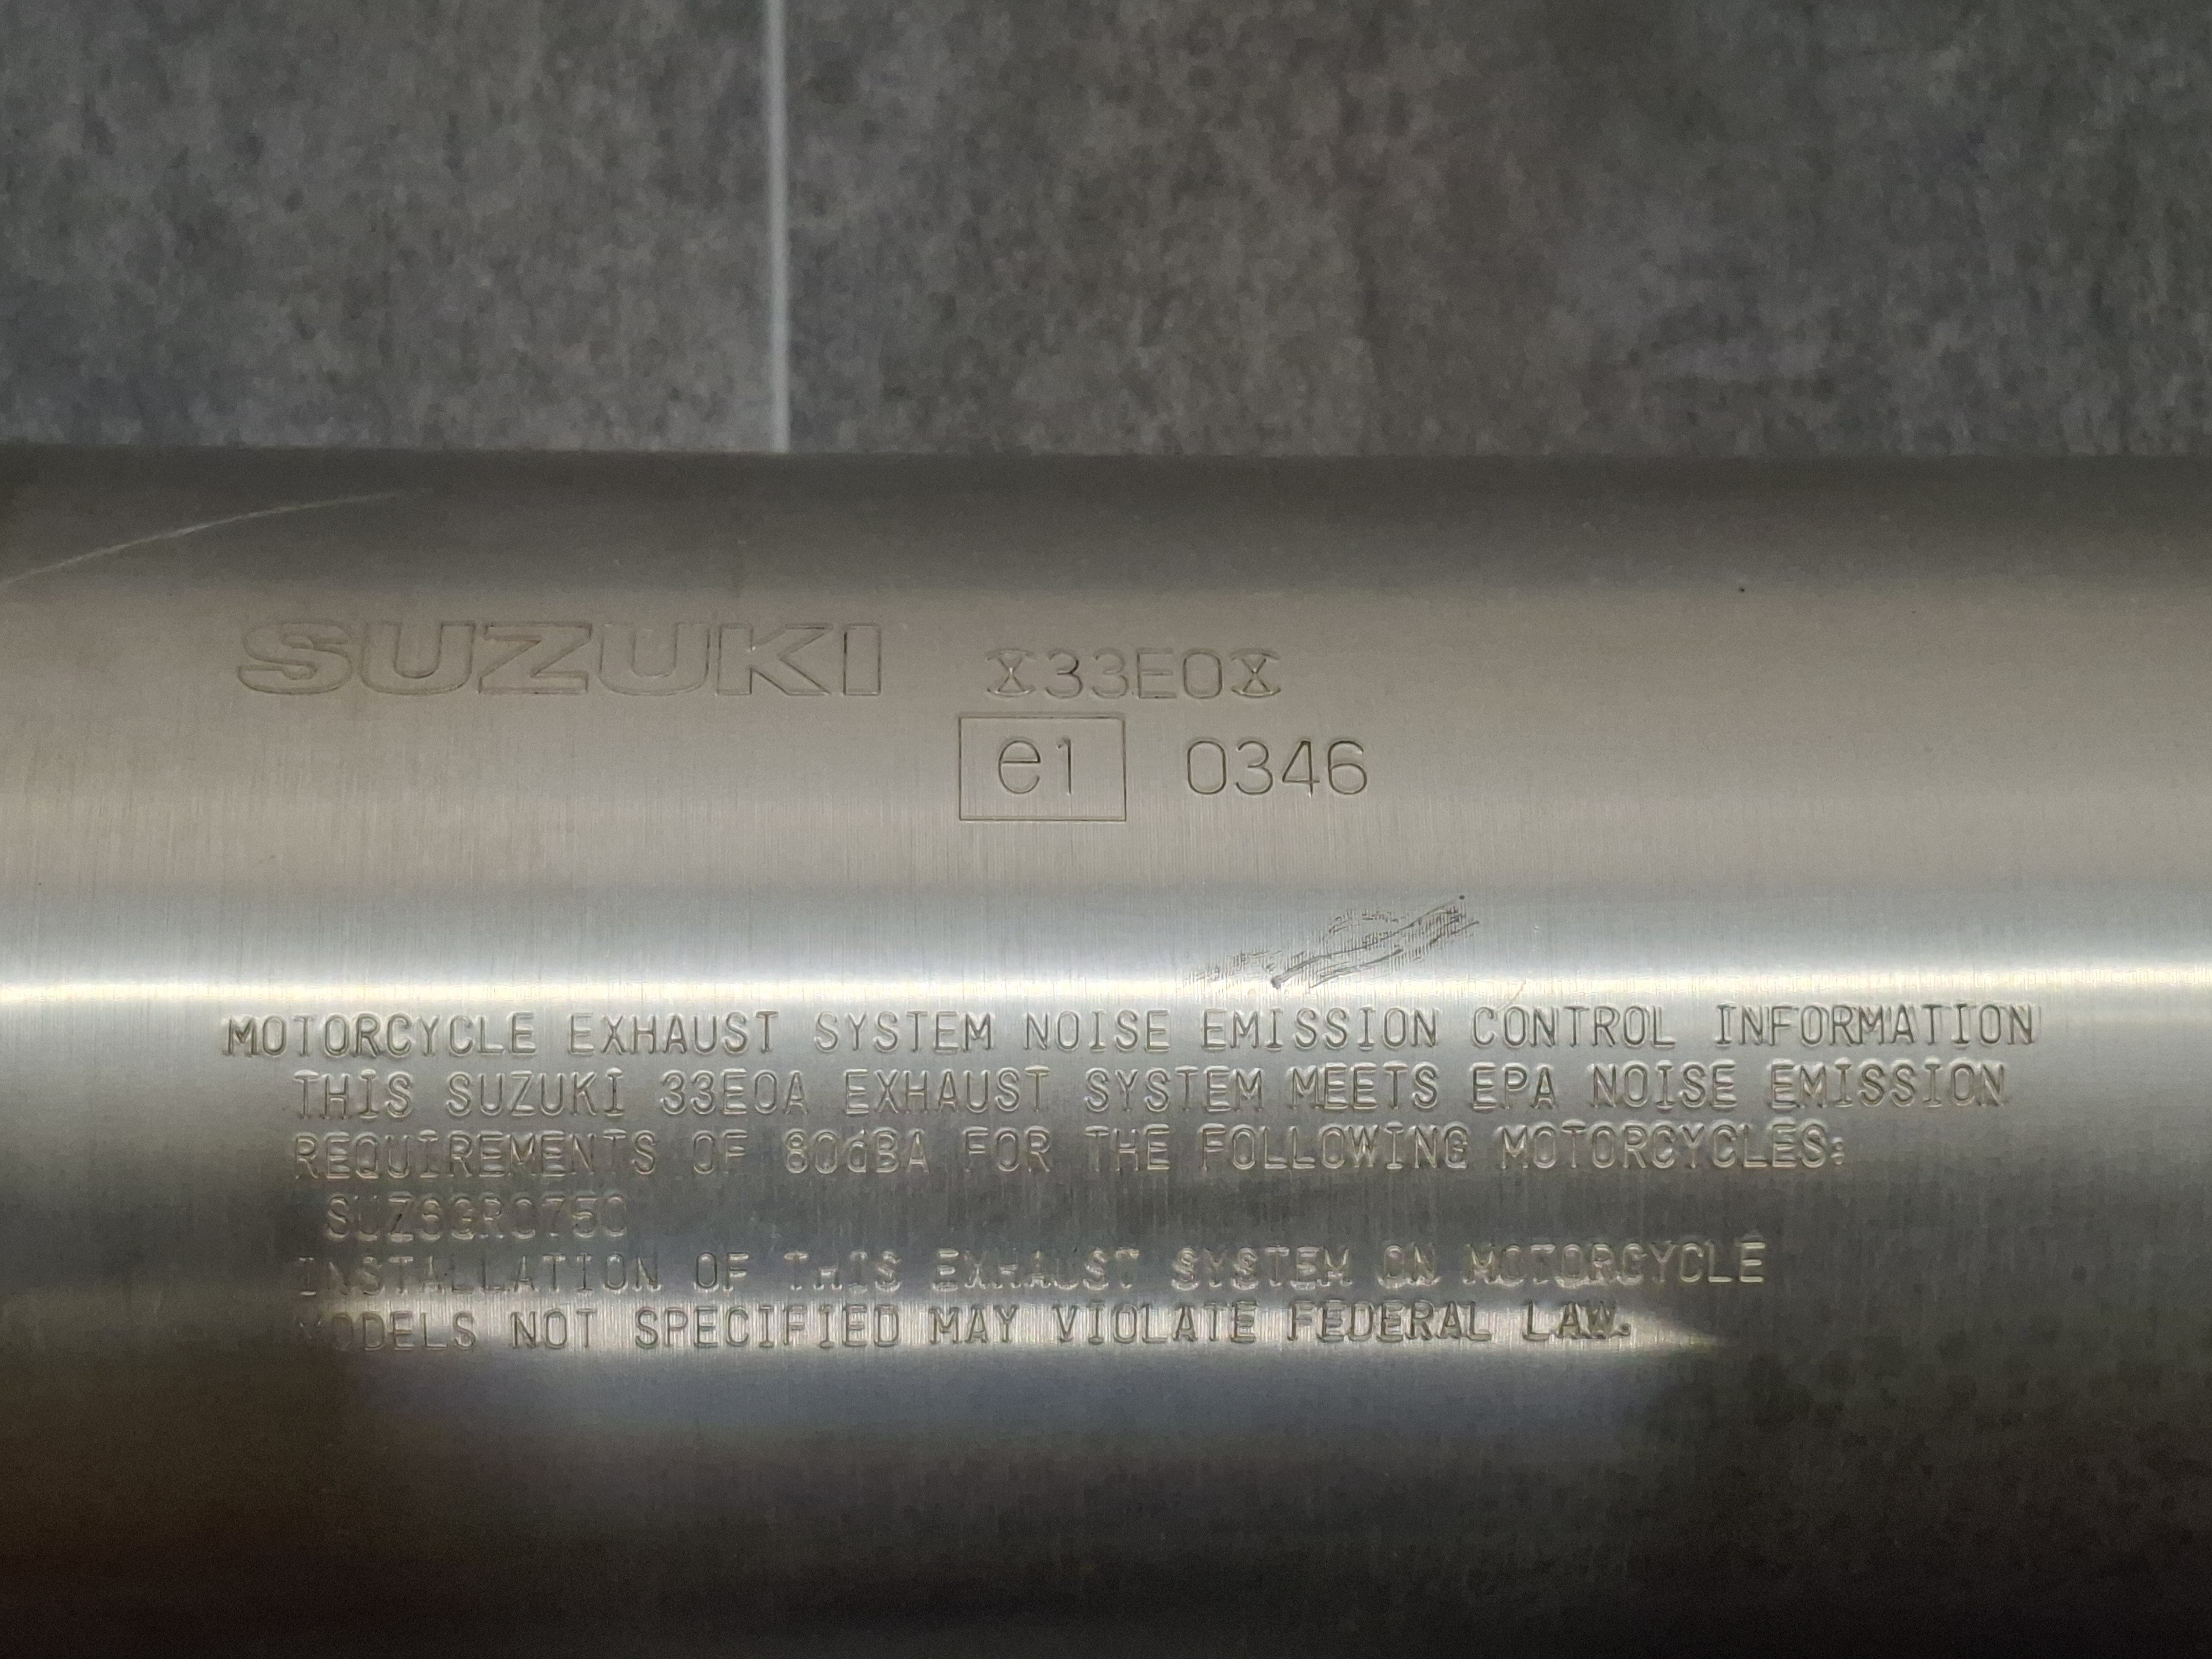 SUZUKI 33E0
e1 0346
MOTORCYCLE EXHAUST SYSTEM NOISE EMISSION CONTROL INFORMATION
THIS SUZUKI 33E0A EXHAUST SYSTEM MEETS EPA NOISE EMISSION
REQUIREMENTS OF 80dBA FOR THE FOLLOWING MOTORCYCLES:
INSTALLATION OF THIS EXHAUST SYSTEM ON MOTORCYCLE
MODELS NOT SPECIFIED MAY VIOLATE FEDERAL LAW.